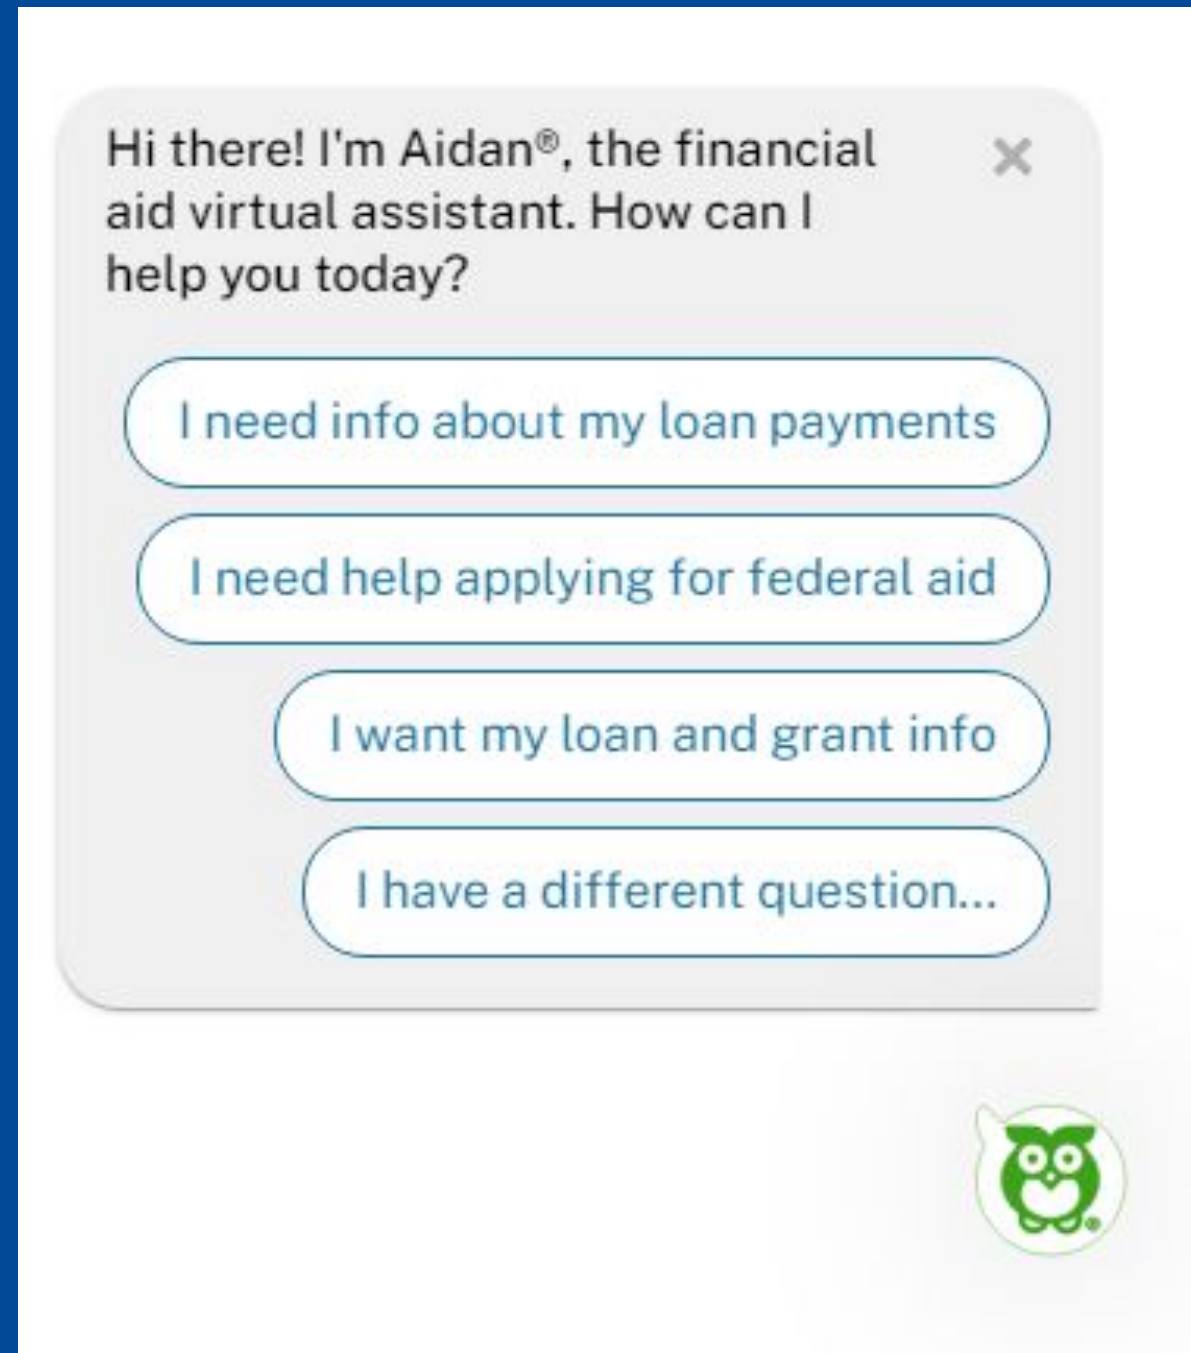 Hi there! I'm Aidan®, the financial
aid virtual assistant. How can I
help you today?
I need info about my loan payments
I need help applying for federal aid
I want my loan and grant info
I have a different question...
®